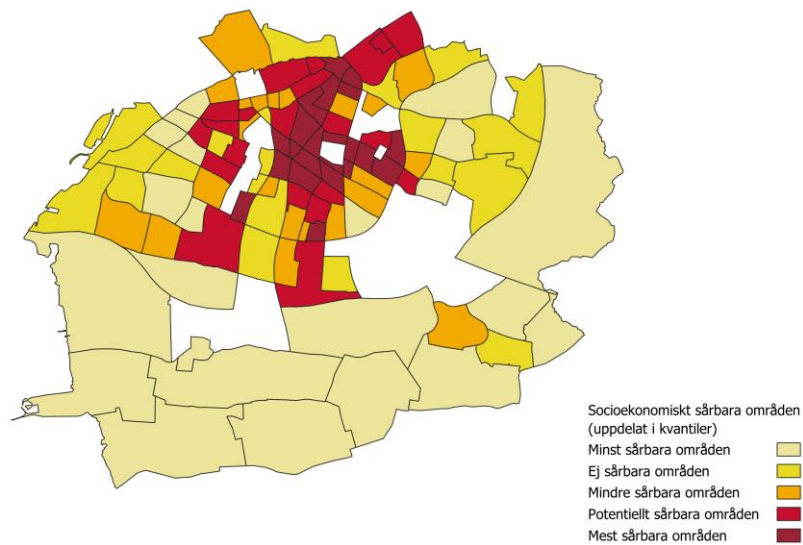 Socioekonomiskt sårbara områden
(uppdelat i kvantiler)
Minst sårbara områden
Ej sårbara områden
Mindre sårbara områden
Potentiellt sårbara områden
Mest sårbara områden